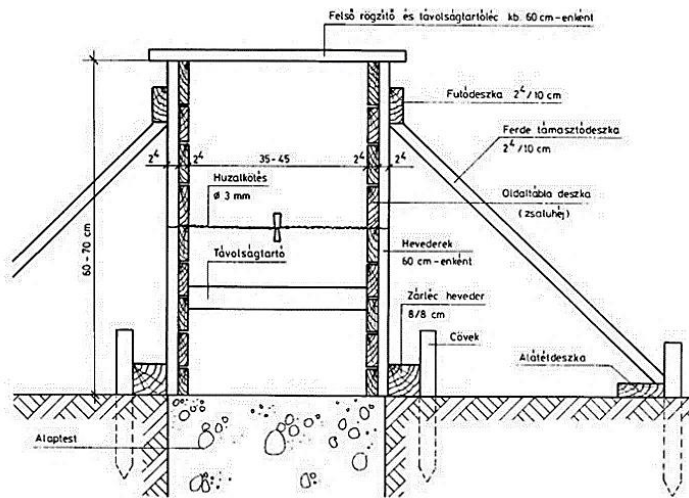 Felső rögzítő és távolságtartóléc kb. 60 cm-enként
Futódeszka 2⁴/10 cm
Ferde támasztódeszka
2⁴/10 cm
2⁴
2⁴
35-45
2⁴
2⁴
Huzalkötés
ø 3 mm
Oldaltábla deszka
(zsaluhéj)
60-70 cm
Távolságtartó
Hevederek
60 cm-enként
Zárléc heveder
8/8 cm
Cövek
Alátétdeszka
Alaptest